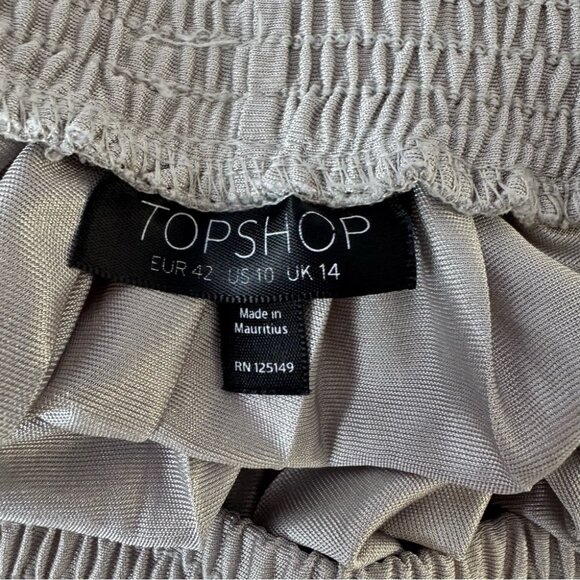 TOPSHOP
EUR 42 US 10 UK 14
Made in
Mauritius
RN 125149